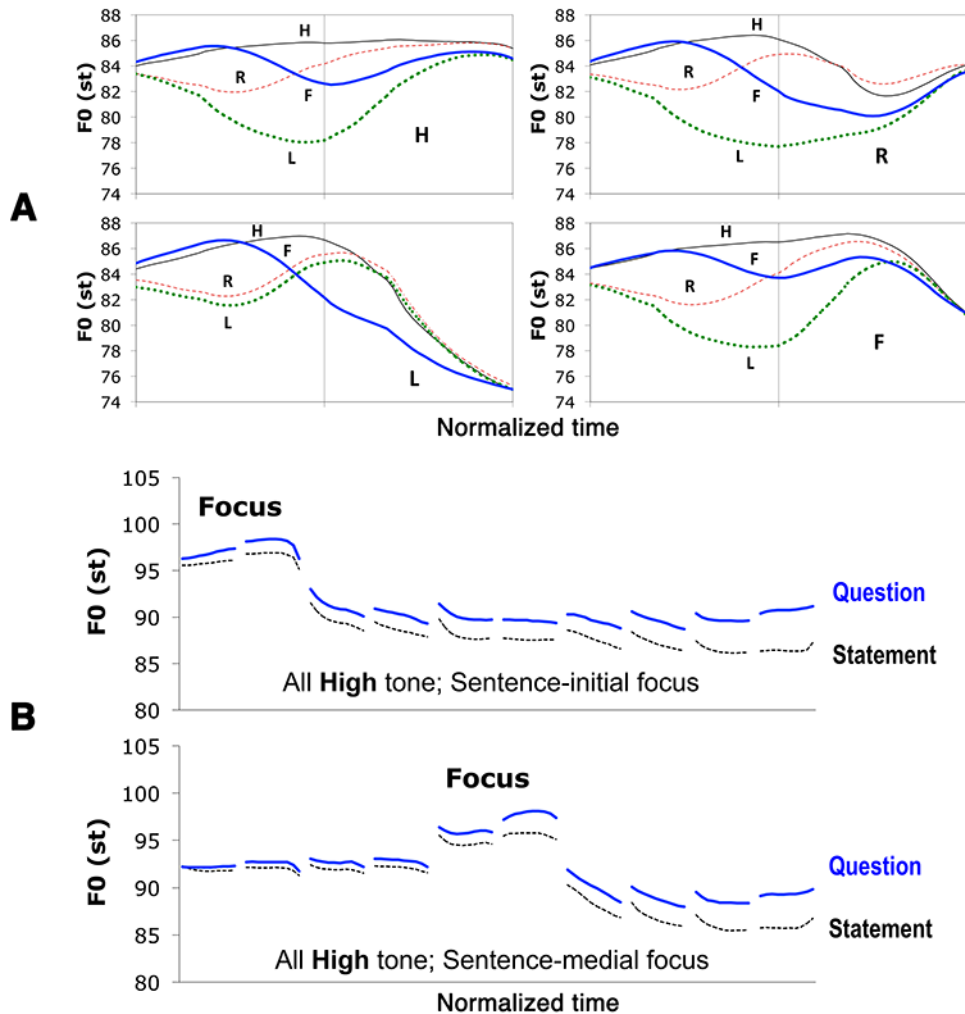 A
F0 (st)
88
86
84
82
80
78
76
74
H
R
F
L
H
F0 (st)
88
86
84
82
80
78
76
74
H
R
F
L
R
F0 (st)
88
86
84
82
80
78
76
74
H
F
R
L
L
F0 (st)
88
86
84
82
80
78
76
74
H
F
R
L
F
Normalized time
B
F0 (st)
105
100
95
90
85
80
Focus
Question
Statement
All High tone; Sentence-initial focus
F0 (st)
105
100
95
90
85
80
Focus
Question
Statement
All High tone; Sentence-medial focus
Normalized time